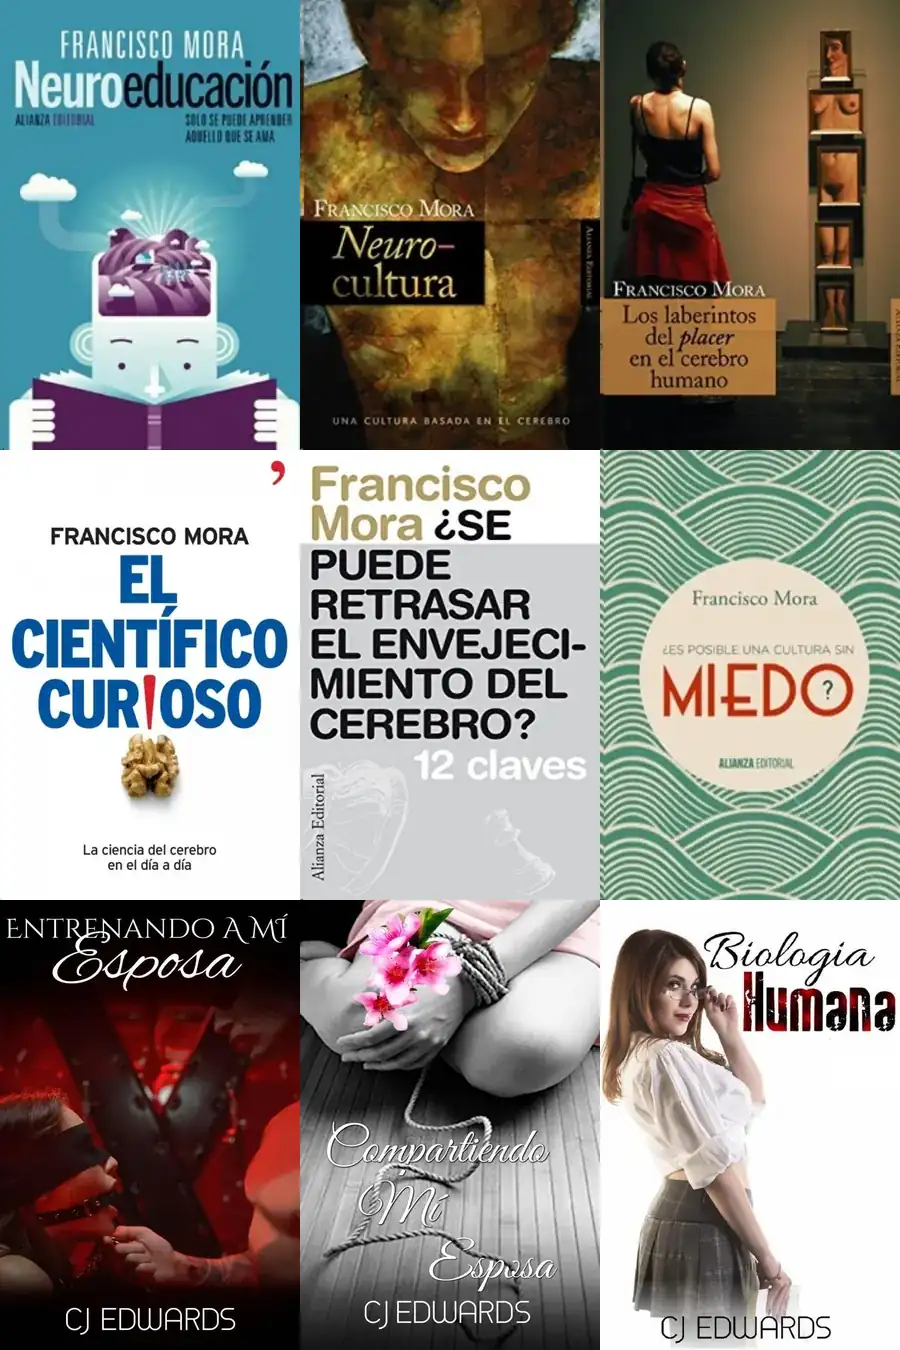 FRANCISCO MORA
Neuroeducación
ALIANZA EDITORIAL
SOLO SE PUEDE APRENDER
AQUELLO QUE SE AMA
FRANCISCO MORA
Neuro-
cultura
ALIANZA EDITORIAL
UNA CULTURA BASADA EN EL CEREBRO
FRANCISCO MORA
Los laberintos
del placer
en el cerebro
humano
FRANCISCO MORA
EL
CIENTÍFICO
CURIOSO
La ciencia del cerebro
en el día a día
Francisco
Mora ¿SE
PUEDE
RETRASAR
EL ENVEJECI-
MIENTO DEL
CEREBRO?
12 claves
Alianza Editorial
Francisco Mora
¿ES POSIBLE UNA CULTURA SIN
MIEDO?
ALIANZA EDITORIAL
ENTRENANDO A MÍ
Esposa
CJ EDWARDS
Compartiendo
Mí
Esposa
CJ EDWARDS
Biologia
Humana
CJ EDWARDS